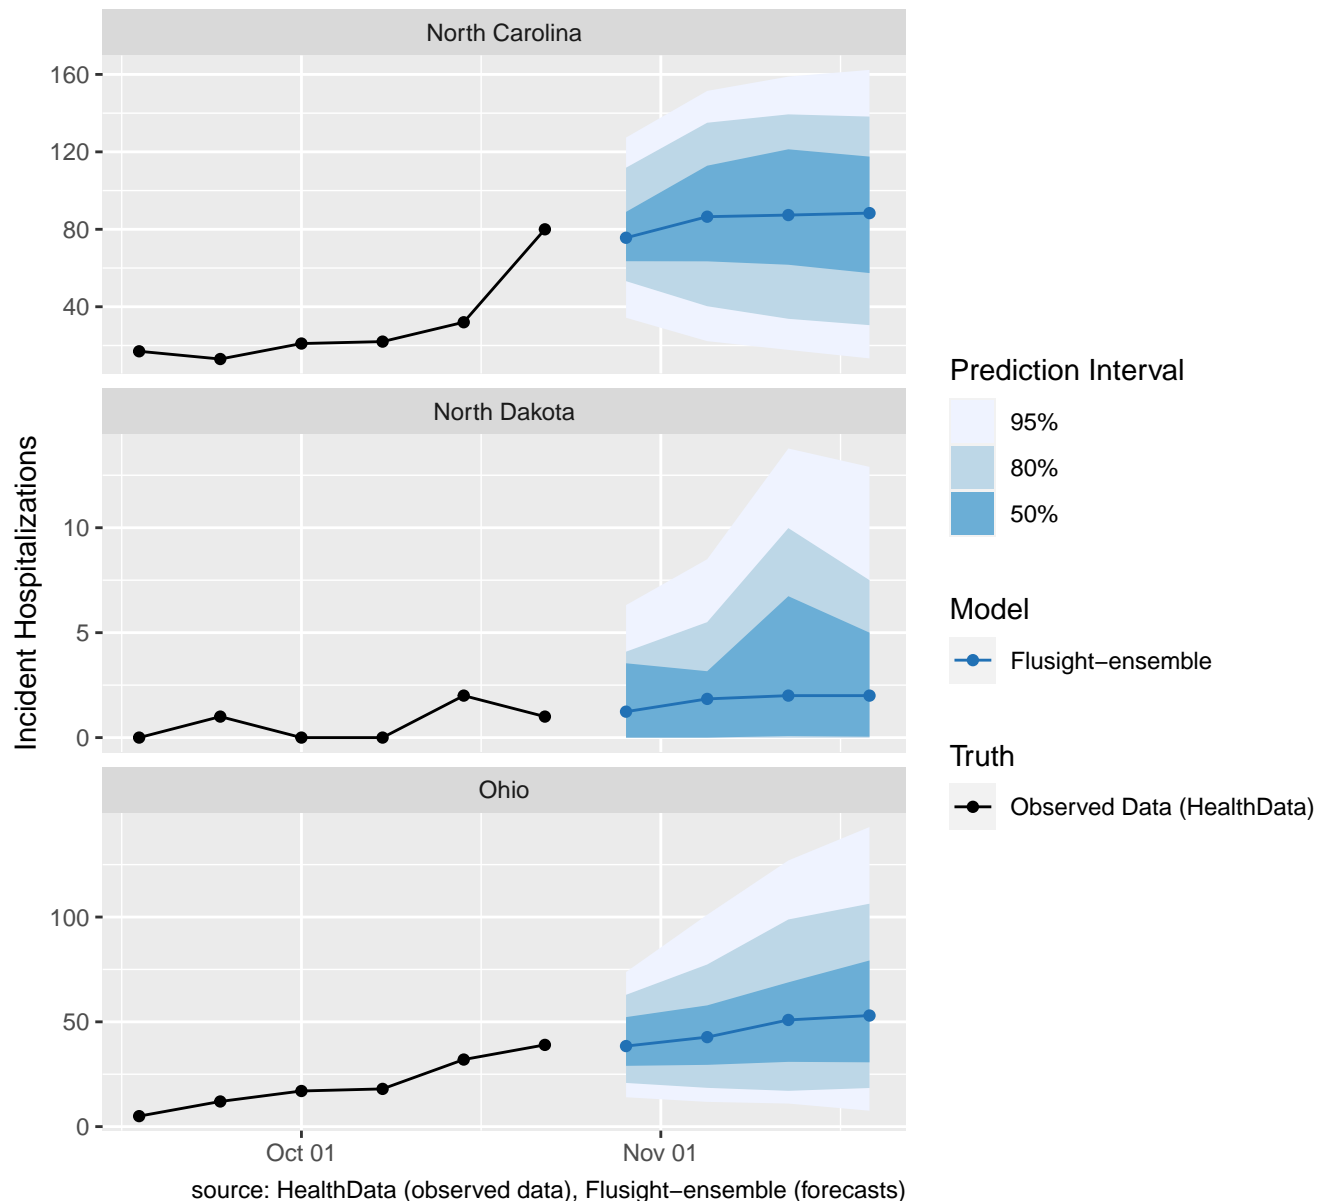 North Carolina
160
120
80
40
North Dakota
10
5
0
Ohio
100
50
0
Oct 01
Nov 01
Incident Hospitalizations
source: HealthData (observed data), Flusight−ensemble (forecasts)
Prediction Interval
95%
80%
50%
Model
Flusight−ensemble
Truth
Observed Data (HealthData)